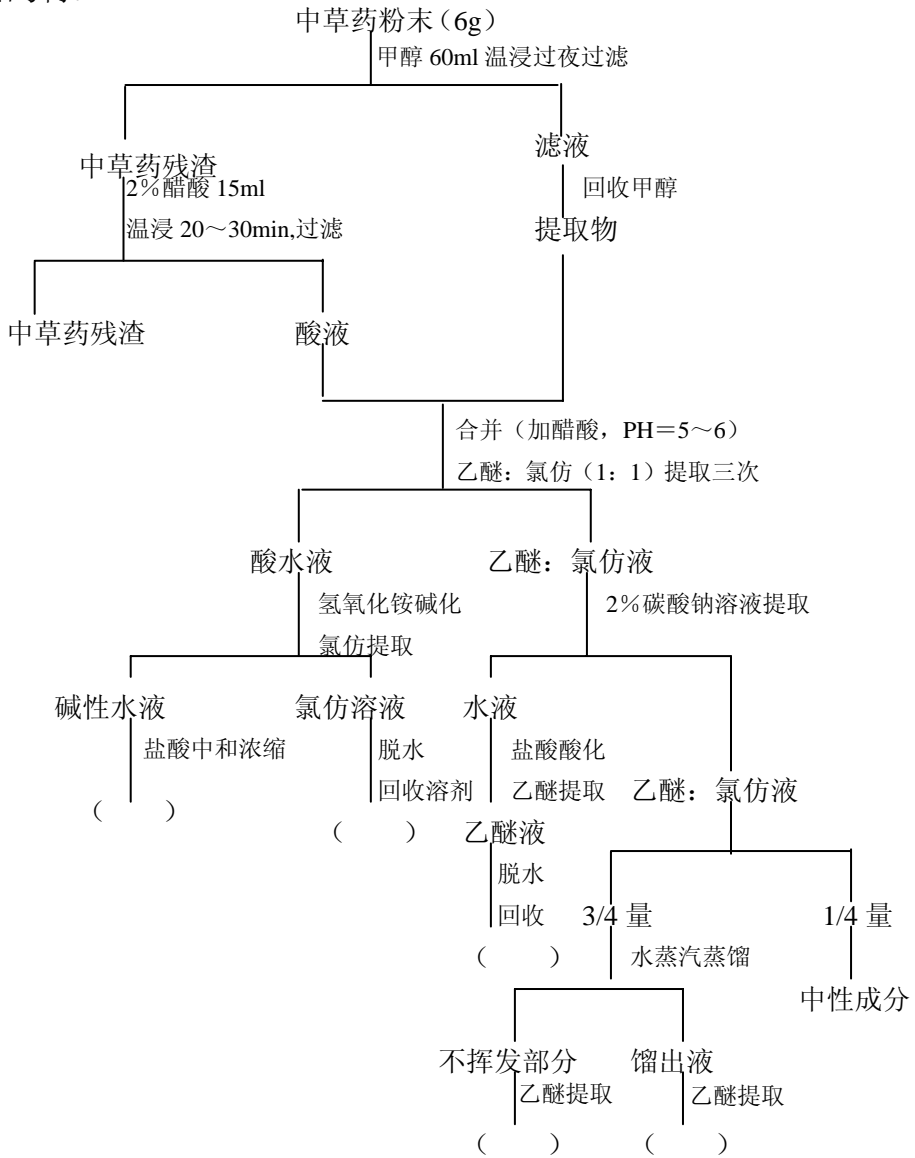 中草药粉末（6g）
甲醇 60ml 温浸过夜过滤
中草药残渣
滤液
2%醋酸 15ml
回收甲醇
温浸 20～30min,过滤
提取物
中草药残渣
酸液
合并（加醋酸，PH＝5～6）
乙醚：氯仿（1：1）提取三次
酸水液
乙醚：氯仿液
氢氧化铵碱化
2%碳酸钠溶液提取
氯仿提取
碱性水液
氯仿溶液
水液
盐酸中和浓缩
脱水
盐酸酸化
回收溶剂
乙醚提取
乙醚：氯仿液
（ ）
（ ）
乙醚液
脱水
回收
3/4 量
1/4 量
（ ）
水蒸汽蒸馏
中性成分
不挥发部分
馏出液
乙醚提取
乙醚提取
（ ）
（ ）